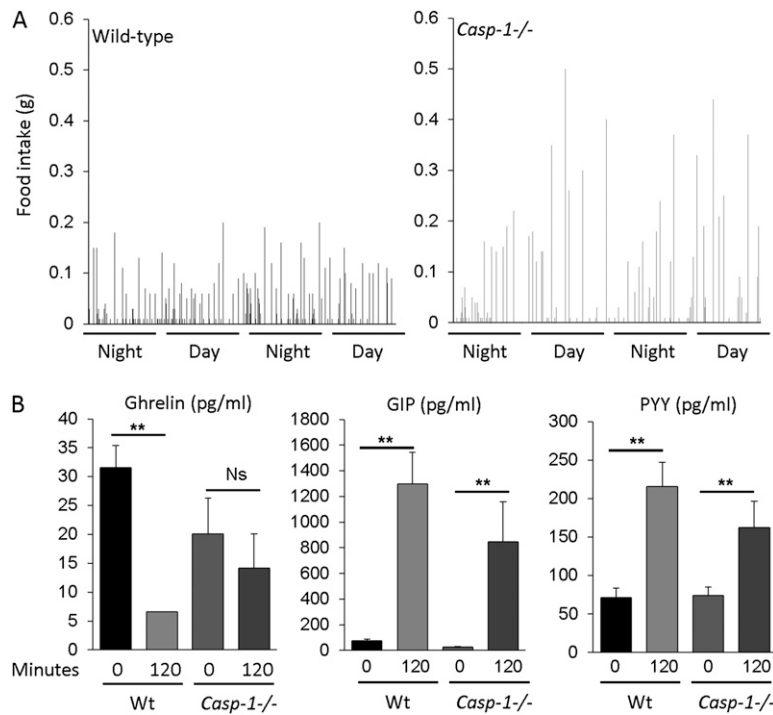 A
Wild-type
Casp-1-/-
Food intake (g)
0.6
0.5
0.4
0.3
0.2
0.1
0
0.6
0.5
0.4
0.3
0.2
0.1
0
Night Day Night Day
Night Day Night Day
B
Ghrelin (pg/ml)
40
35
30
25
20
15
10
5
0
**
Ns
GIP (pg/ml)
1800
1600
1400
1200
1000
800
600
400
200
0
**
**
PYY (pg/ml)
300
250
200
150
100
50
0
**
**
Minutes 0 120 0 120
Wt Casp-1-/-
0 120 0 120
Wt Casp-1-/-
0 120 0 120
Wt Casp-1-/-